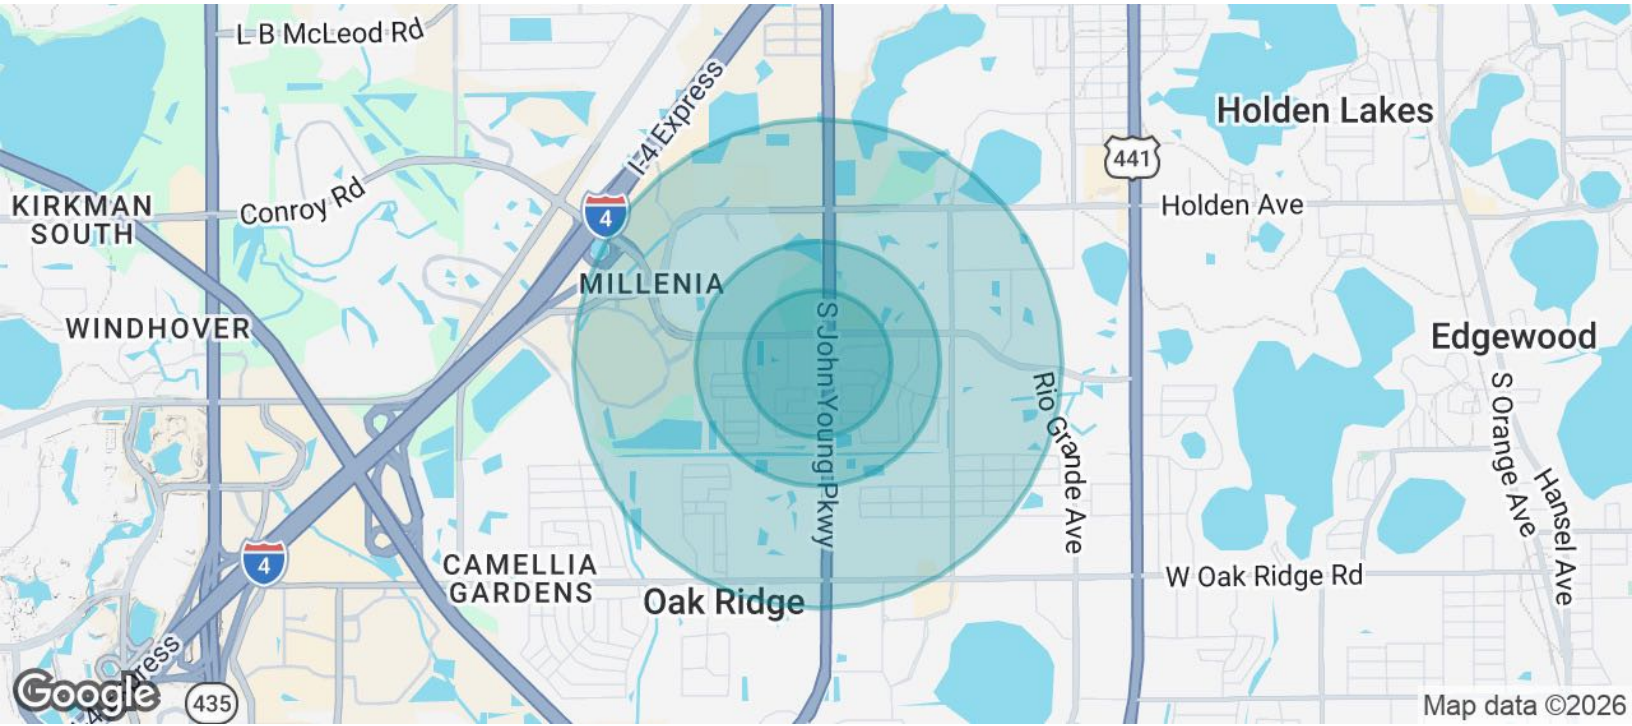 L B McLeod Rd
I-4 Express
Holden Lakes
441
KIRKMAN
SOUTH
Conroy Rd
4
Holden Ave
MILLENIA
WINDHOVER
Edgewood
S John Young Pkwy
Rio Grande Ave
S Orange Ave
Hansel Ave
CAMELLIA
GARDENS
4
W Oak Ridge Rd
Oak Ridge
Google
435
Map data ©2026